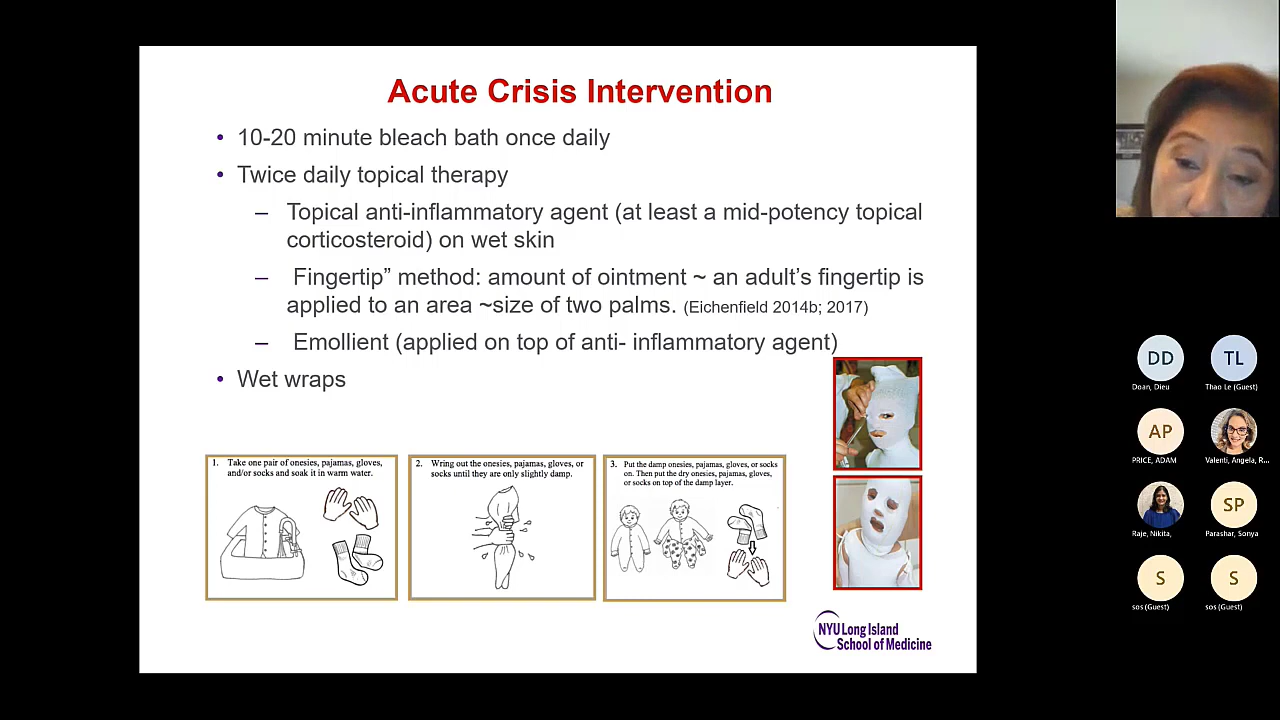 Acute Crisis Intervention
• 10-20 minute bleach bath once daily
• Twice daily topical therapy
– Topical anti-inflammatory agent (at least a mid-potency topical
corticosteroid) on wet skin
– Fingertip” method: amount of ointment ~ an adult’s fingertip is
applied to an area ~size of two palms. (Eichenfield 2014b; 2017)
– Emollient (applied on top of anti- inflammatory agent)
• Wet wraps
1. Take one pair of onesies, pajamas, gloves,
and/or socks and soak it in warm water.
2. Wring out the onesies, pajamas, gloves, or
socks until they are only slightly damp.
3. Put the damp onesies, pajamas, gloves, or socks
on. Then put the dry onesies, pajamas, gloves,
or socks on top of the damp layer.
NYU Long Island
School of Medicine
DD
TL
Doan, Dieu
Thao Le (Guest)
AP
PRICE, ADAM
Valenti, Angela, R...
SP
Raje, Nikita,
Parashar, Sonya
S
S
sos (Guest)
sos (Guest)